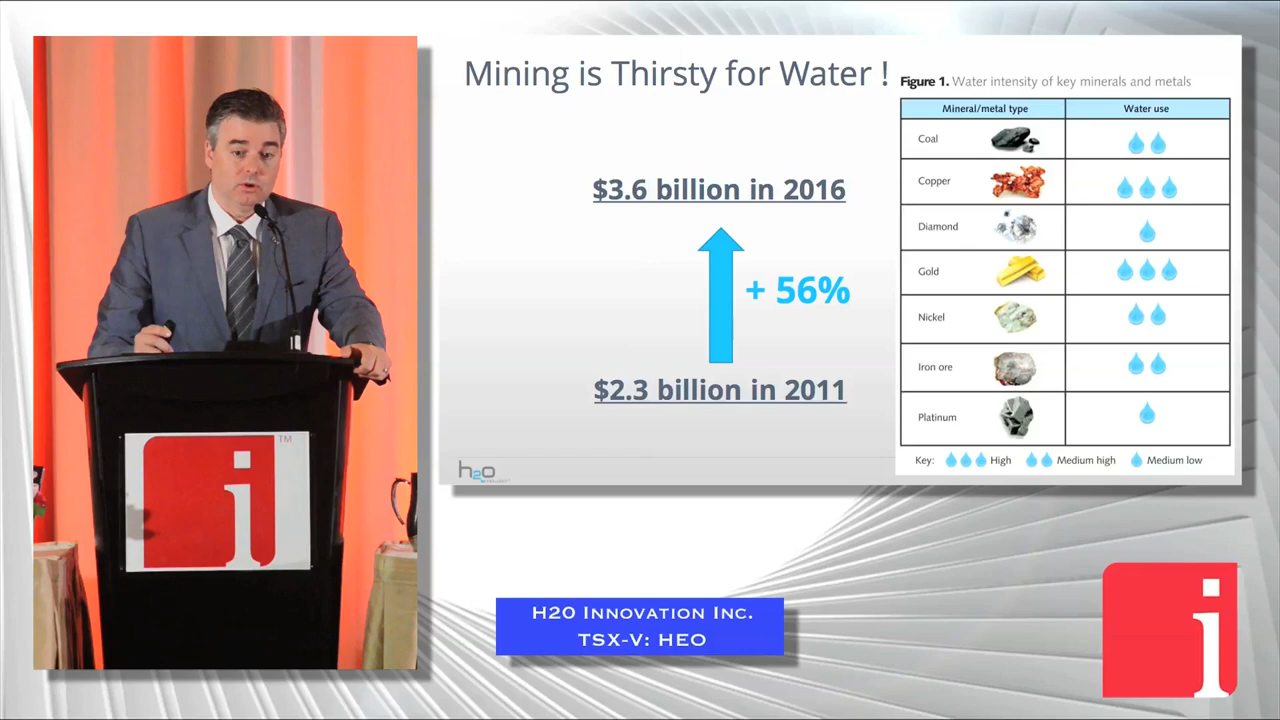 Mining is Thirsty for Water !
$3.6 billion in 2016
+ 56%
$2.3 billion in 2011
h2o
Figure 1. Water intensity of key minerals and metals
Mineral/metal type Water use
Coal
Copper
Diamond
Gold
Nickel
Iron ore
Platinum
Key: High Medium high Medium low
i
TM
H20 Innovation Inc.
TSX-V: HEO
i